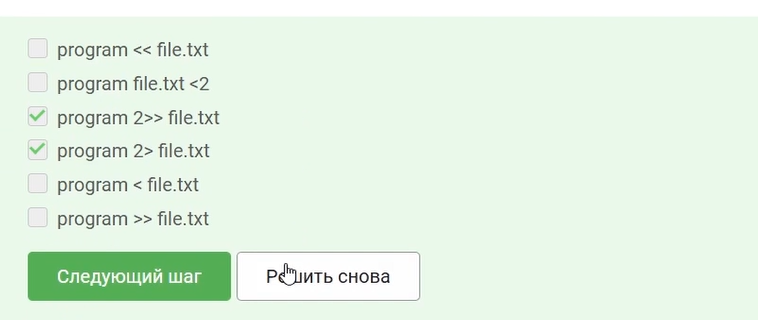 program << file.txt
program file.txt <2
program 2>> file.txt
program 2> file.txt
program < file.txt
program >> file.txt
Следующий шаг Решить снова